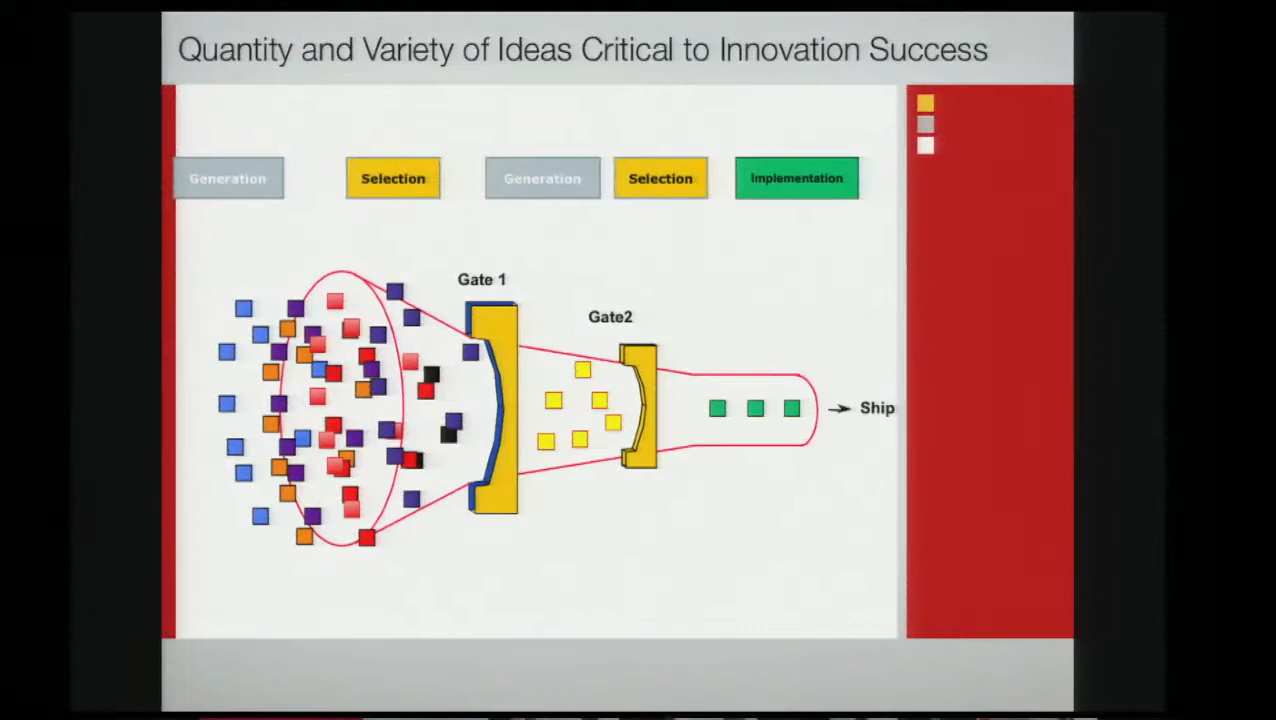 Quantity and Variety of Ideas Critical to Innovation Success
Generation
Selection
Generation
Selection
Implementation
Gate 1
Gate2
Ship